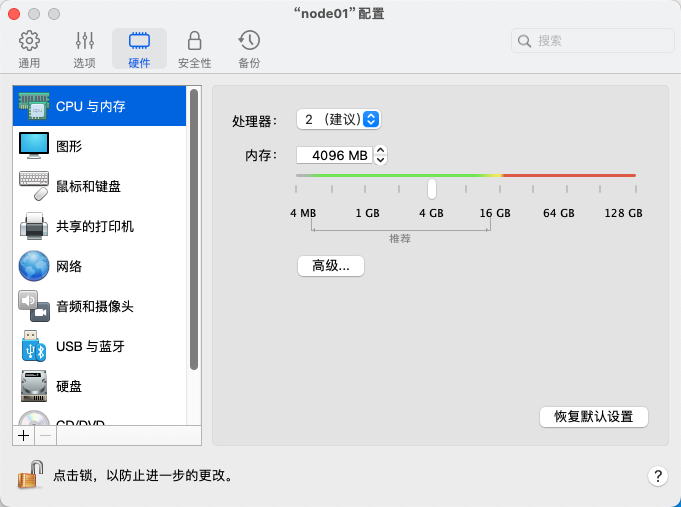 “node01”配置
通用
选项
硬件
安全性
备份
搜索
CPU 与内存
图形
鼠标和键盘
共享的打印机
网络
音频和摄像头
USB 与蓝牙
硬盘
CD/DVD
处理器：
2 （建议）
内存：
4096 MB
4 MB 1 GB 4 GB 16 GB 64 GB 128 GB
推荐
高级...
恢复默认设置
点击锁，以防止进一步的更改。
?